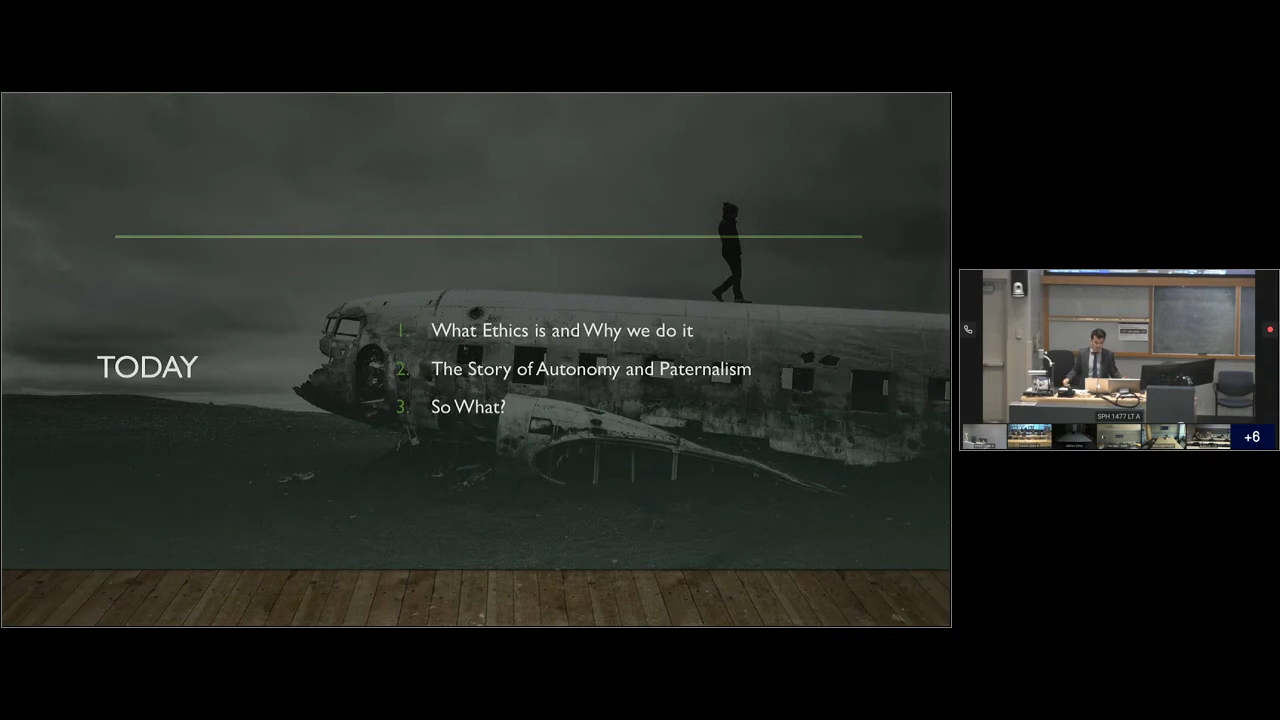 TODAY
1. What Ethics is and Why we do it
2. The Story of Autonomy and Paternalism
3. So What?
SPH 1477 LT A
+6